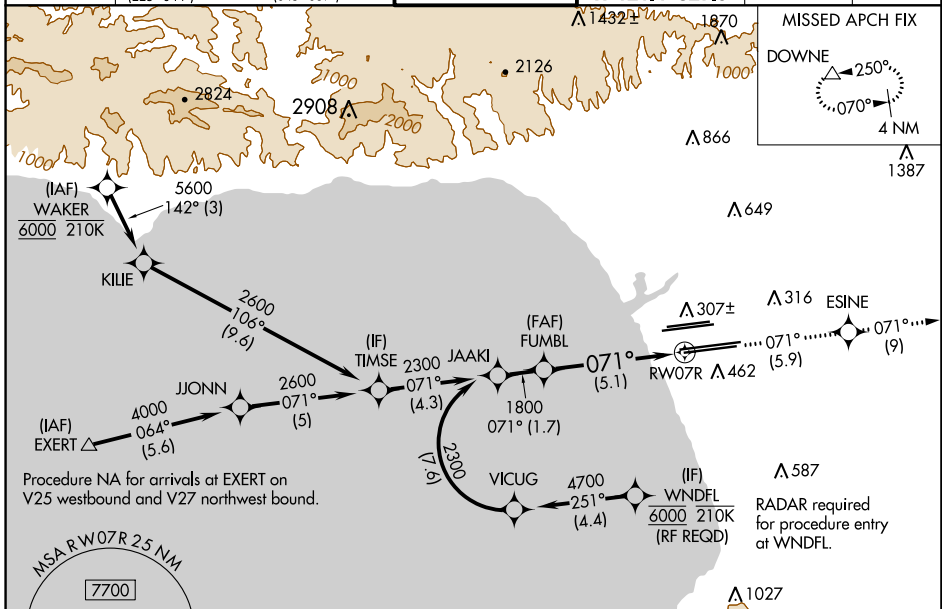 1432±
1870
1000
2126
1000
2824
2908
2000
1000
MISSED APCH FIX
DOWNE
250°
070°
4 NM
866
1387
649
(IAF)
WAKER
6000 210K
5600
142° (3)
KILIE
2600
106°
(9.6)
(IF)
TIMSE
2300
071°
(4.3)
JAAKI
(FAF)
FUMBL
071°
(5.1)
307±
316
ESINE
071°
(5.9)
071°
(9)
RW07R
462
JJONN
2600
071°
(5)
4000
064°
(5.6)
(IAF)
EXERT
1800
071° (1.7)
2300
(7.6)
VICUG
4700
251°
(4.4)
(IF)
WNDFL
6000 210K
(RF REQD)
587
RADAR required
for procedure entry
at WNDFL.
Procedure NA for arrivals at EXERT on
V25 westbound and V27 northwest bound.
MSA RW07R 25 NM
7700
1027